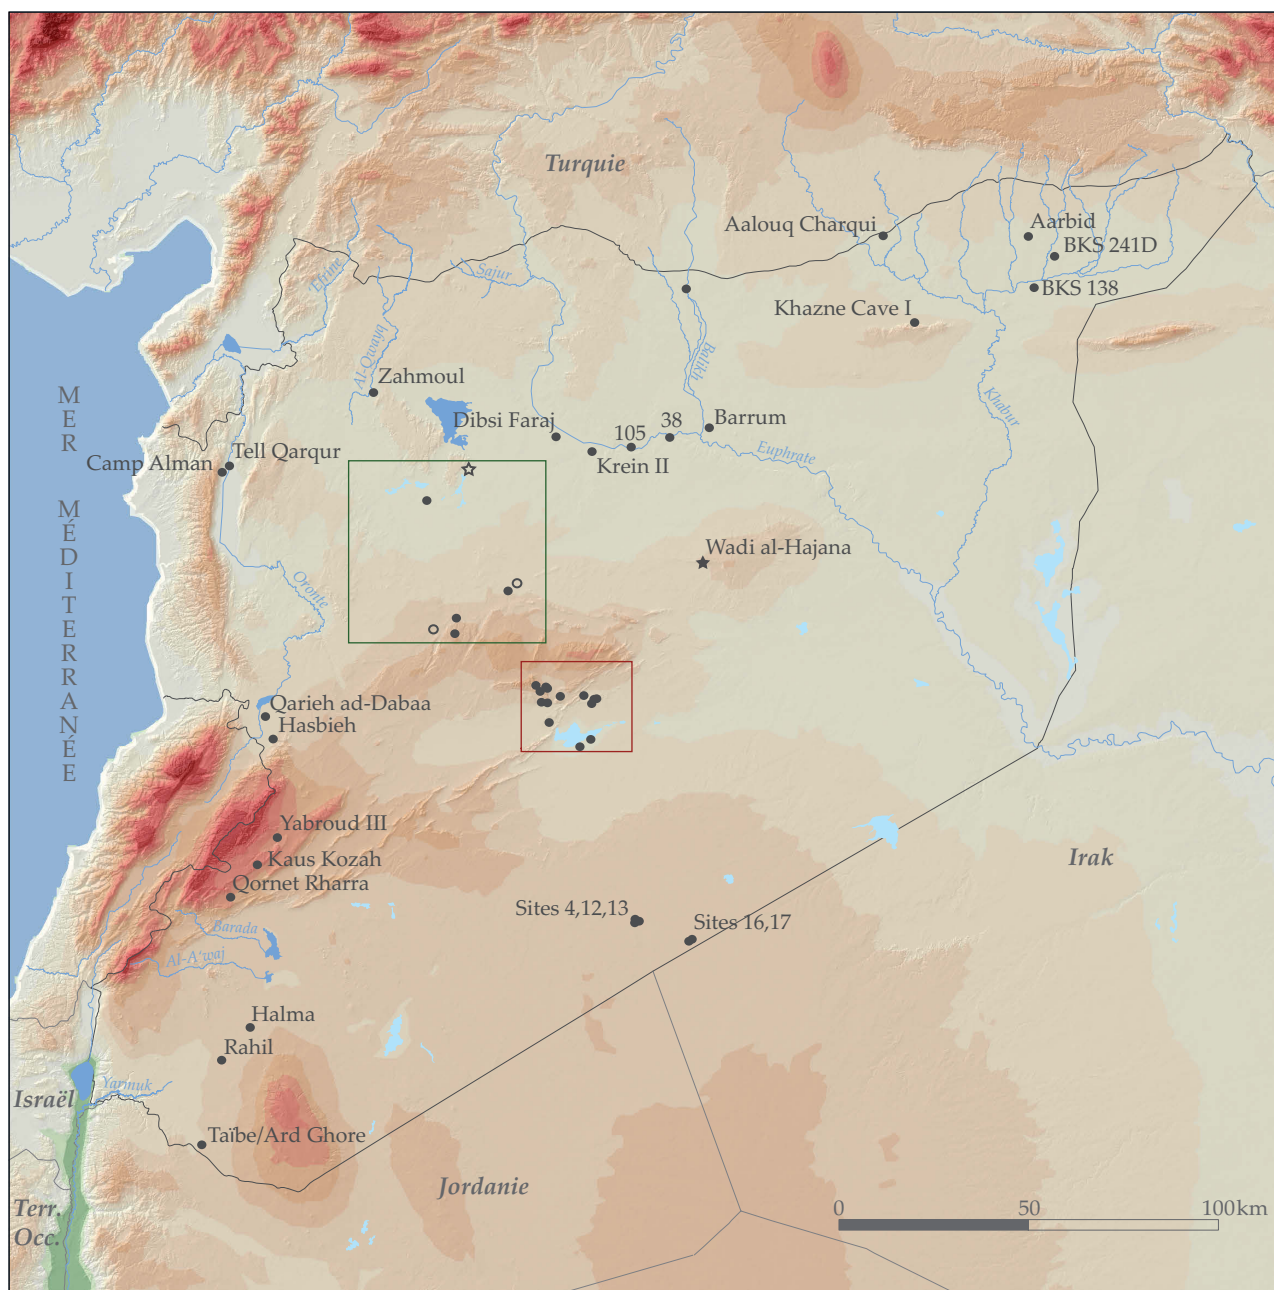 Turquie
Aalouq Charqui
Aarbid
BKS 241D
BKS 138
Khazne Cave I
Efrine
Sajur
Al-Qwayq
Balikh
Khabur
Zahmoul
Dibsi Faraj
105
38
Barrum
Krein II
Euphrate
Tell Qarqur
Camp Alman
MER MÉDITERRANÉE
Wadi al-Hajana
Oronte
Qarieh ad-Dabaa
Hasbieh
Yabroud III
Kaus Kozah
Qornet Rharra
Irak
Sites 4,12,13
Sites 16,17
Barada
Al-A'waj
Halma
Rahil
Yarmuk
Israël
Taïbe/Ard Ghore
Jordanie
Terr.
Occ.
0 50 100km